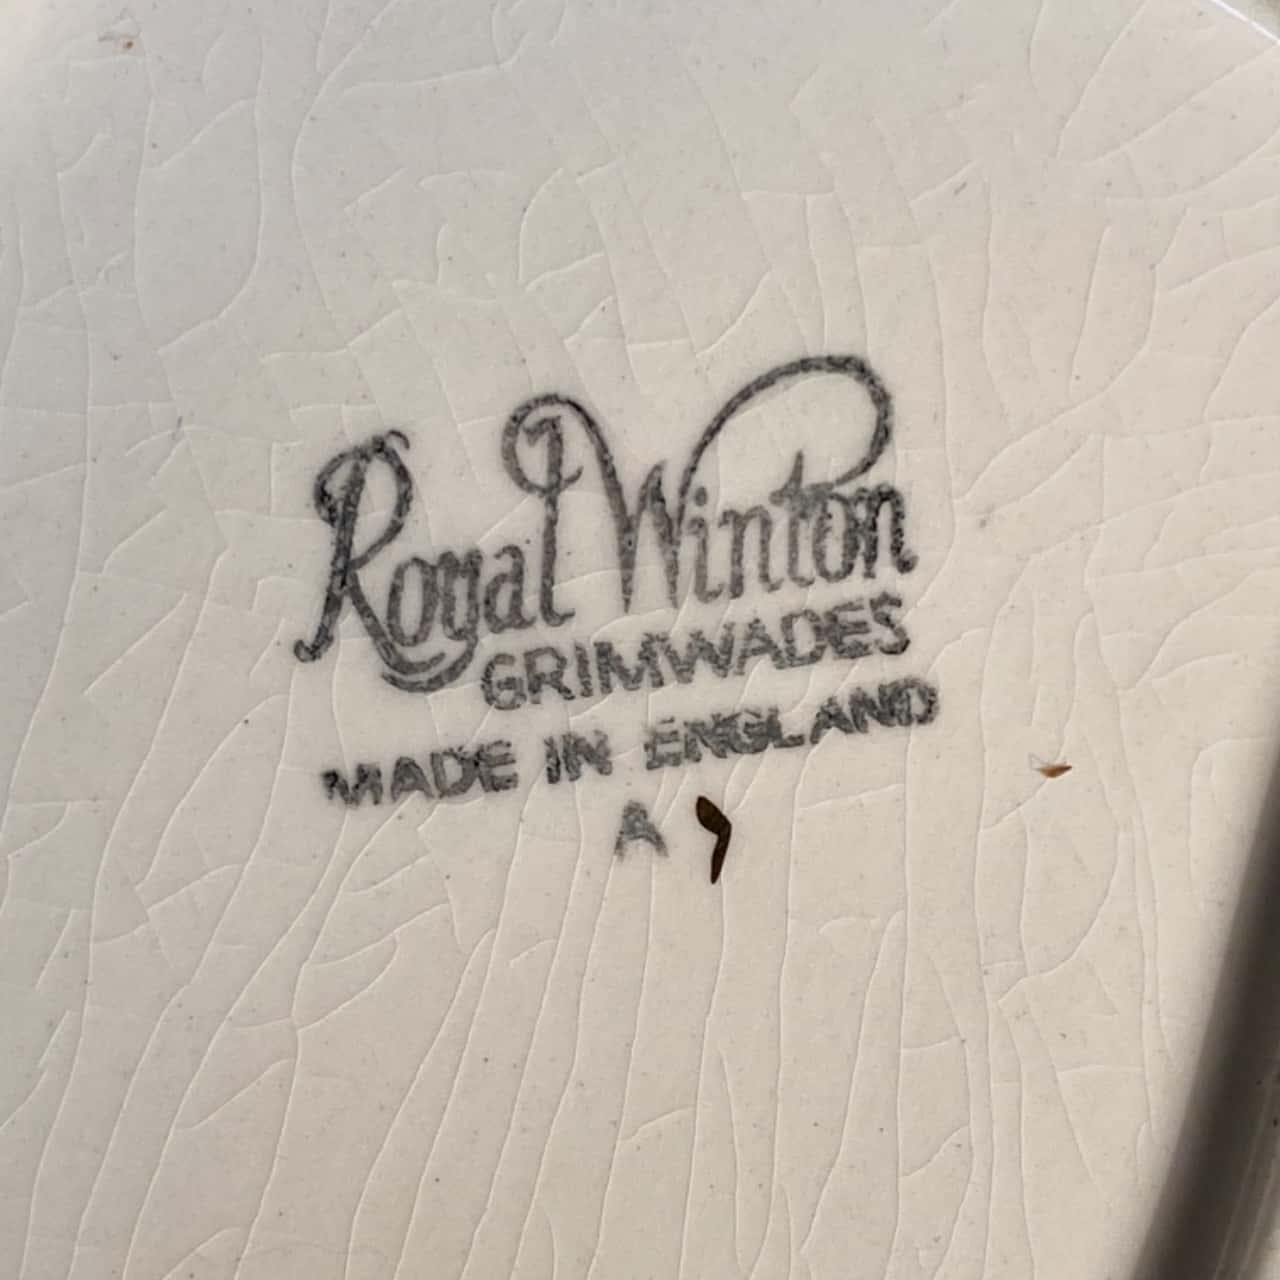 Royal Winton
GRIMWADES
MADE IN ENGLAND
A